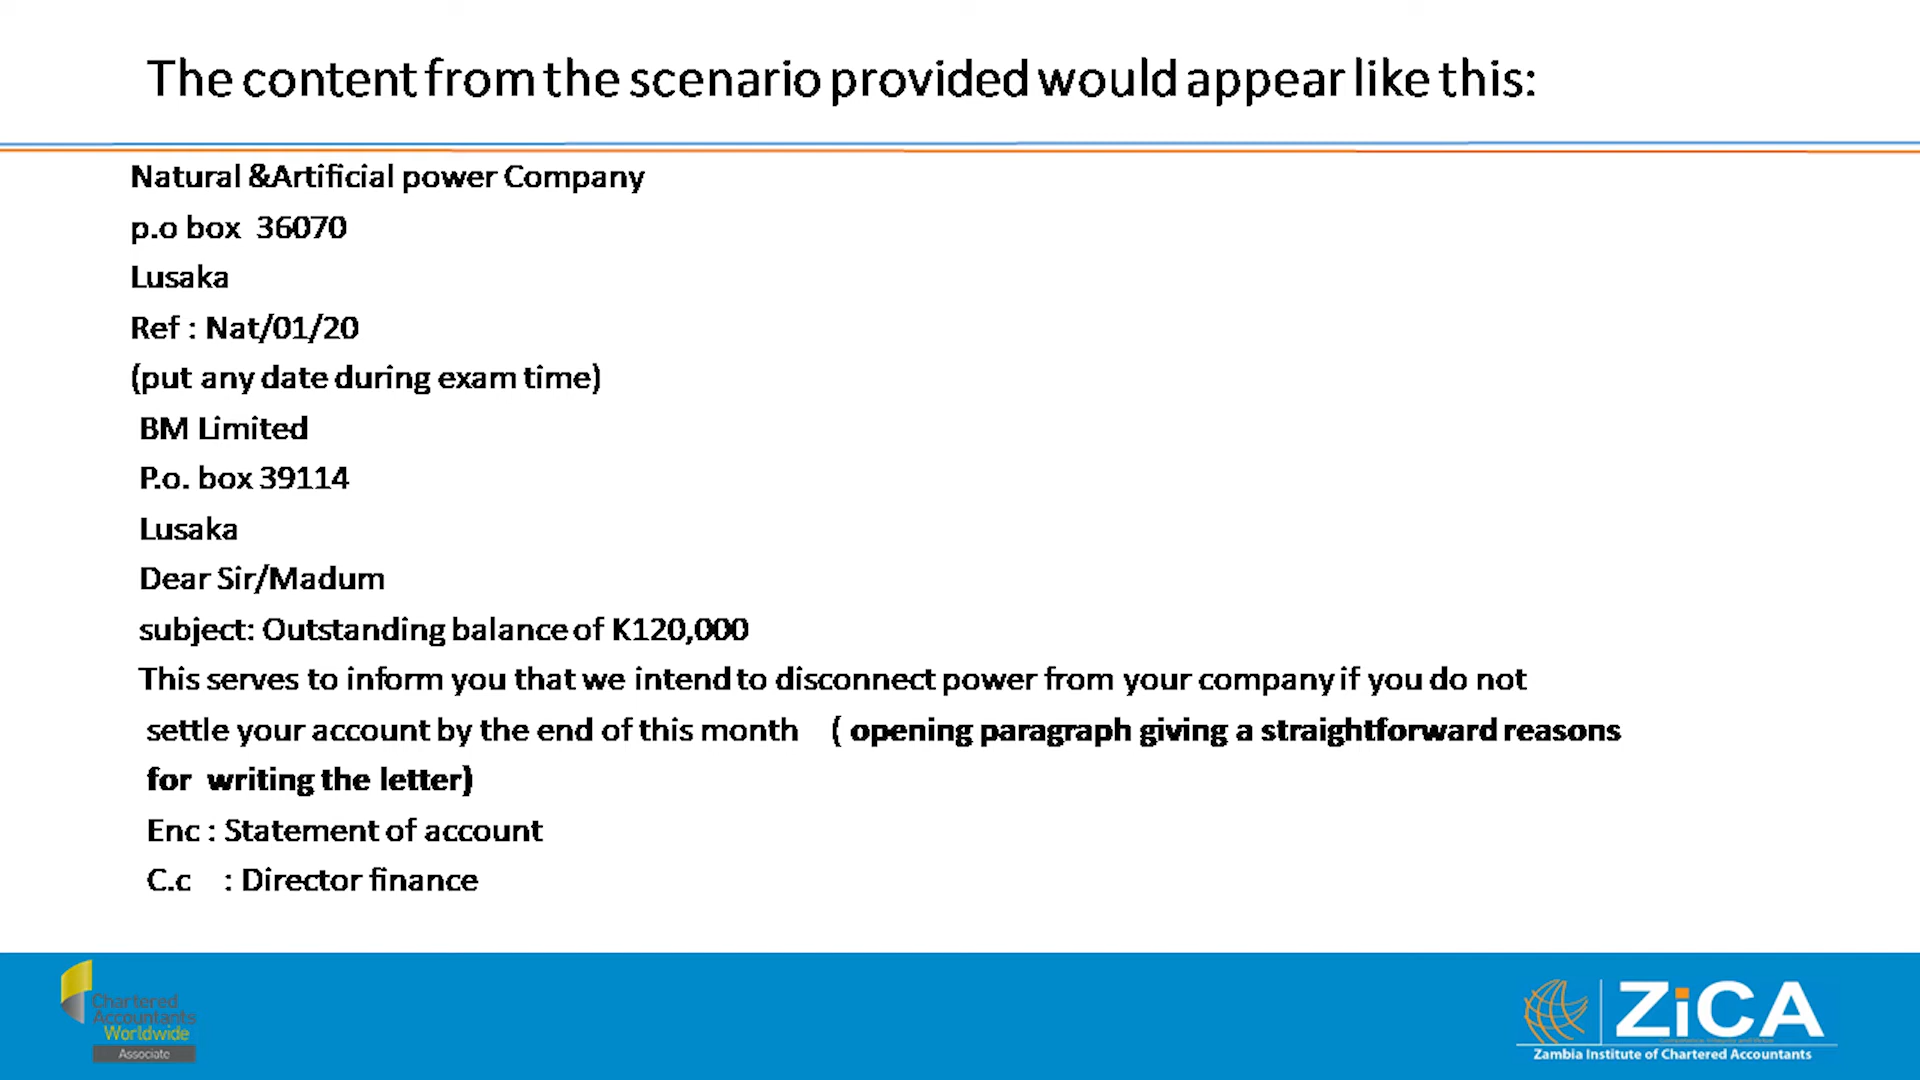 The content from the scenario provided would appear like this:
Natural &Artificial power Company
p.o box 36070
Lusaka
Ref : Nat/01/20
(put any date during exam time)
BM Limited
P.o. box 39114
Lusaka
Dear Sir/Madum
subject: Outstanding balance of K120,000
This serves to inform you that we intend to disconnect power from your company if you do not
settle your account by the end of this month ( opening paragraph giving a straightforward reasons
for writing the letter)
Enc : Statement of account
C.c : Director finance
Chartered
Accountants
Worldwide
Associate
ZiCA
Zambia Institute of Chartered Accountants